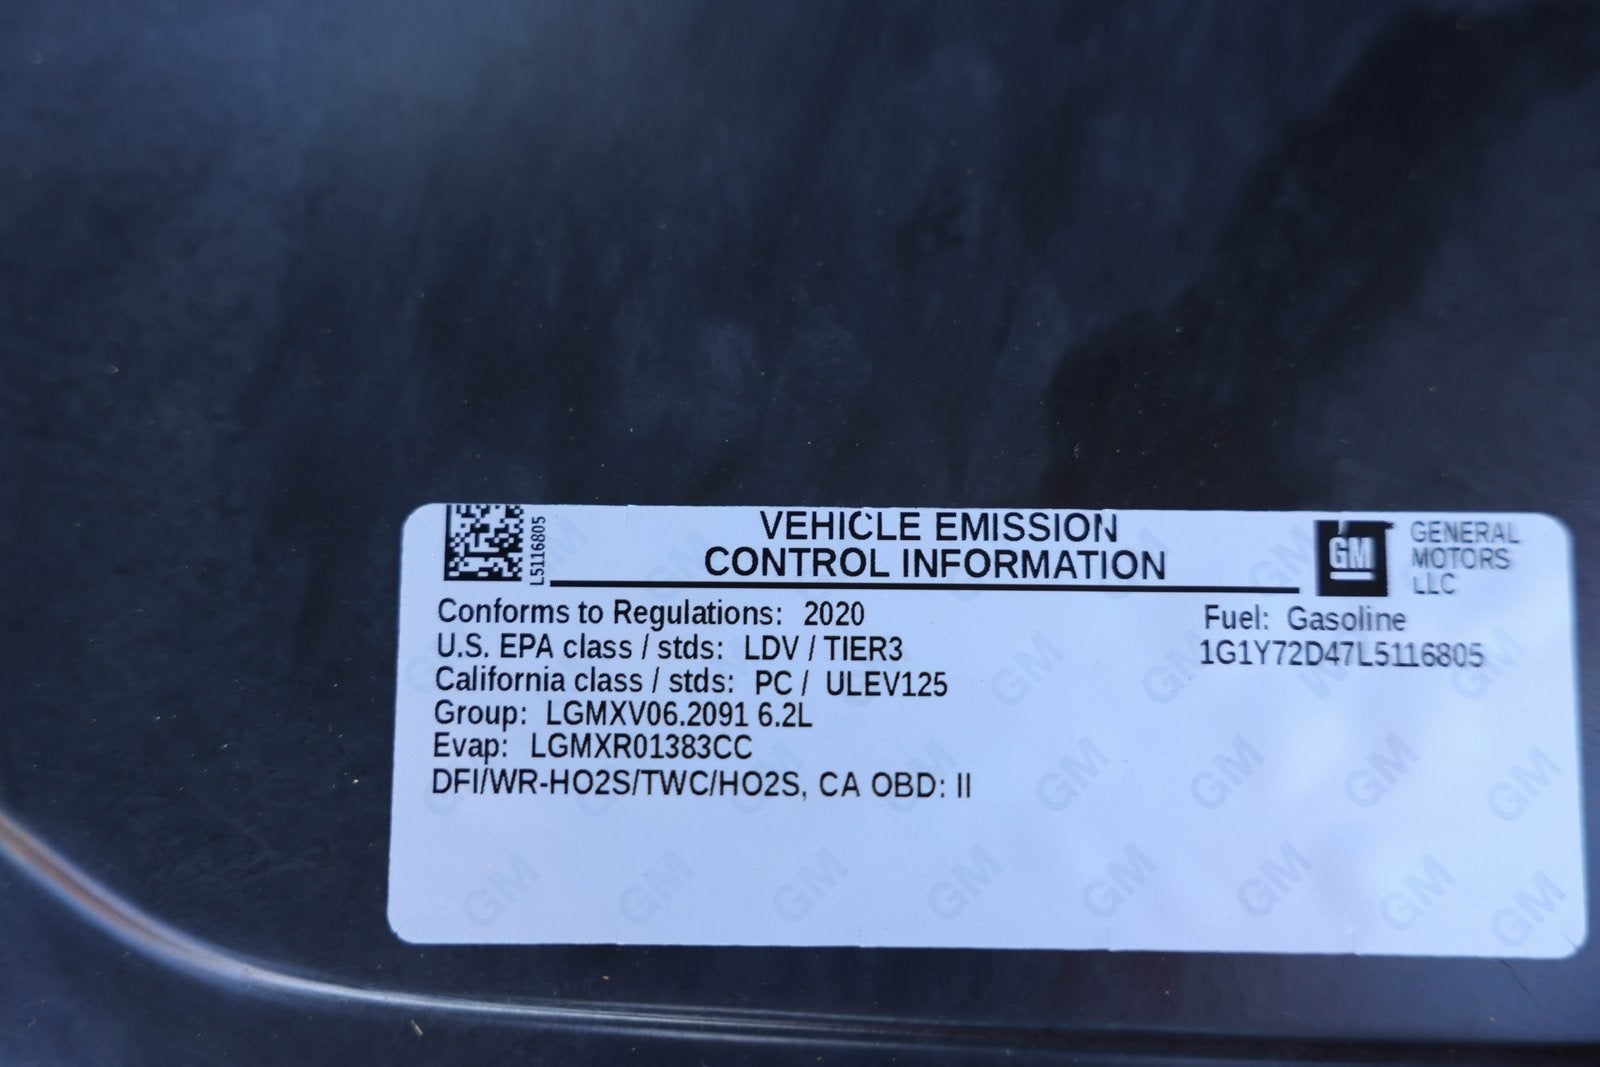 L5116805
VEHICLE EMISSION
CONTROL INFORMATION
GM
GENERAL
MOTORS
LLC
Conforms to Regulations: 2020
U.S. EPA class / stds: LDV / TIER3
California class / stds: PC / ULEV125
Group: LGMXV06.2091 6.2L
Evap: LGMXR01383CC
DFI/WR-HO2S/TWC/HO2S, CA OBD: II
Fuel: Gasoline
1G1Y72D47L5116805